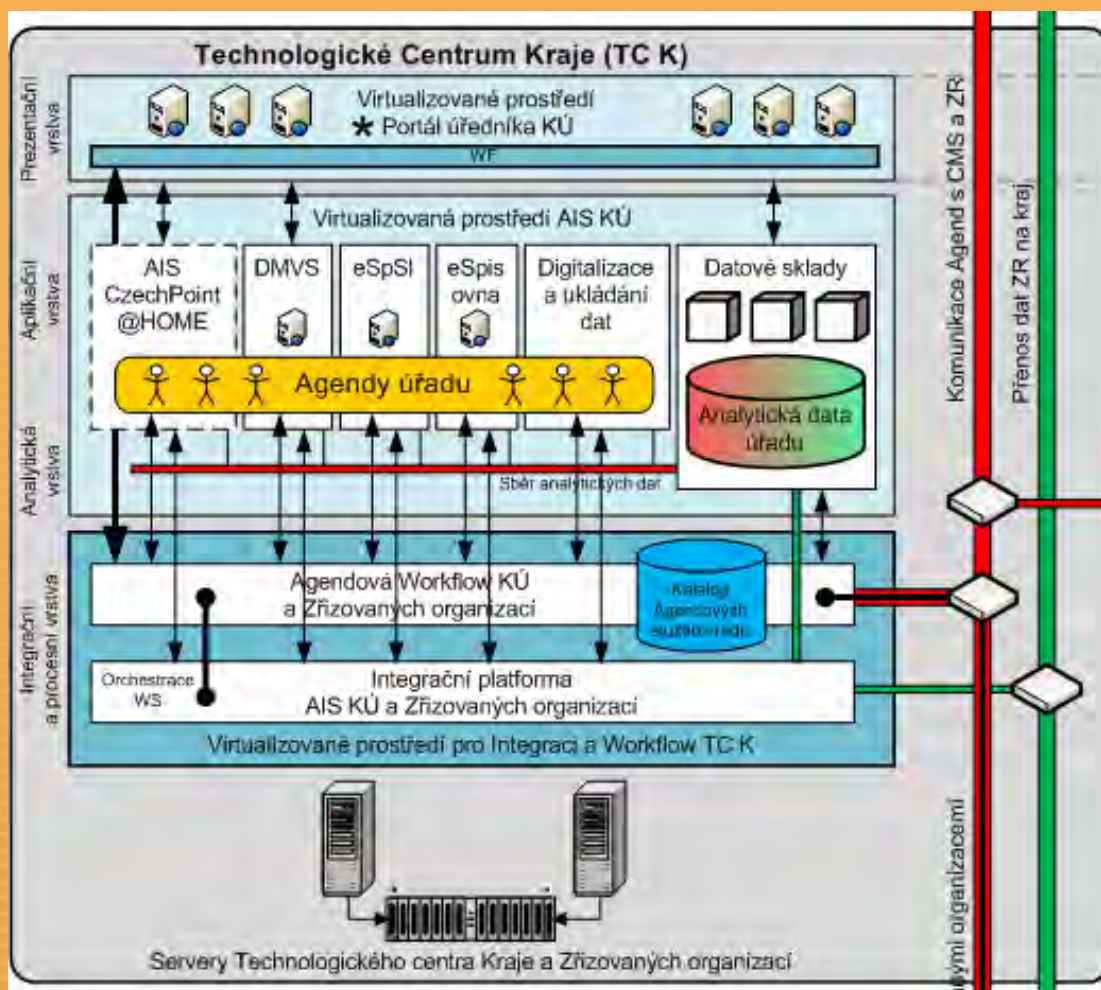 Technologické Centrum Kraje (TC K)
Prezentační
vrstva
Virtualizované prostředí
* Portál úředníka KÚ
WF
Aplikační
vrstva
Virtualizovaná prostředí AIS KÚ
AIS
CzechPoint
@HOME
DMVS
eSpSl
eSpis
ovna
Digitalizace
a ukládání
dat
Datové sklady
Agendy úřadu
Analytická data
úřadu
Analytická
vrstva
Sběr analytických dat
Integrační
a procesní vrstva
Agendová Workflow KÚ
a Zřizovaných organizací
Katalog
Agendových
Orchestrace
WS
Integrační platforma
AIS KÚ a Zřizovaných organizací
Virtualizované prostředí pro Integraci a Workflow TC K
Servery Technologického centra Kraje a Zřizovaných organizací
Komunikace Agend s CMS a ZR
Přenos dat ZR na kraj
organizacemi